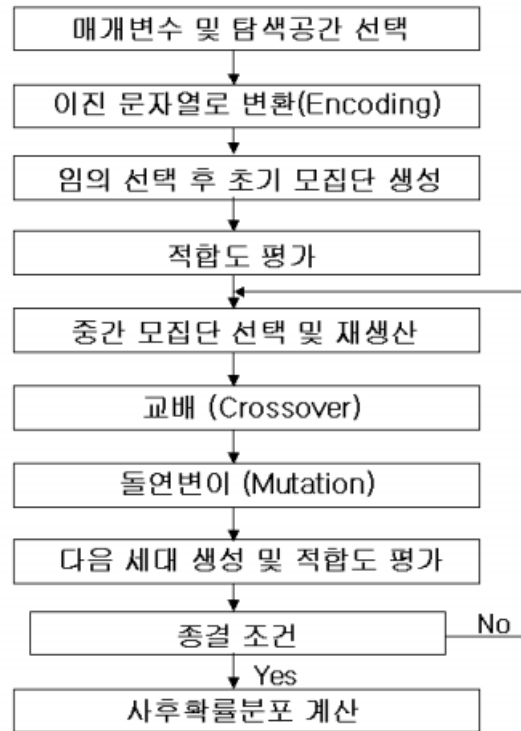 매개변수 및 탐색공간 선택
이진 문자열로 변환(Encoding)
임의 선택 후 초기 모집단 생성
적합도 평가
중간 모집단 선택 및 재생산
교배 (Crossover)
돌연변이 (Mutation)
다음 세대 생성 및 적합도 평가
종결 조건
No
Yes
사후확률분포 계산